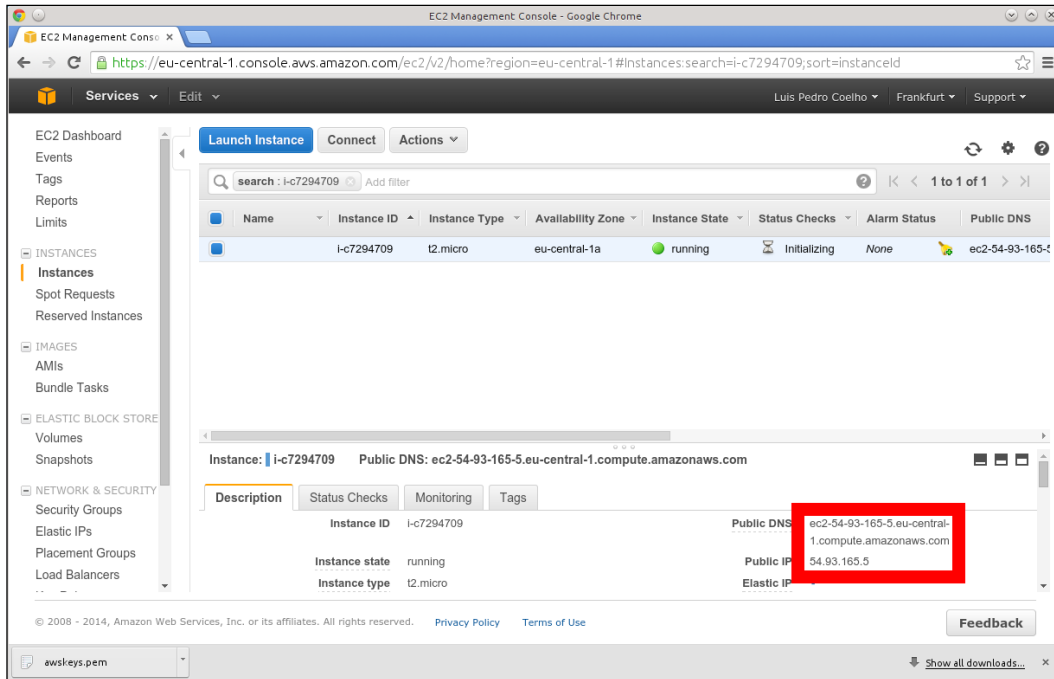 EC2 Management Console - Google Chrome
EC2 Management Conso ×
https://eu-central-1.console.aws.amazon.com/ec2/v2/home?region=eu-central-1#Instances:search=i-c7294709;sort=instanceId
Services Edit Luis Pedro Coelho Frankfurt Support
EC2 Dashboard
Events
Tags
Reports
Limits
INSTANCES
Instances
Spot Requests
Reserved Instances
IMAGES
AMIs
Bundle Tasks
ELASTIC BLOCK STORE
Volumes
Snapshots
NETWORK & SECURITY
Security Groups
Elastic IPs
Placement Groups
Load Balancers
Launch Instance Connect Actions
search : i-c7294709 Add filter 1 to 1 of 1
Name Instance ID Instance Type Availability Zone Instance State Status Checks Alarm Status Public DNS
i-c7294709 t2.micro eu-central-1a running Initializing None ec2-54-93-165-5
Instance: i-c7294709 Public DNS: ec2-54-93-165-5.eu-central-1.compute.amazonaws.com
Description Status Checks Monitoring Tags
Instance ID i-c7294709 Public DNS ec2-54-93-165-5.eu-central-
1.compute.amazonaws.com
Instance state running Public IP 54.93.165.5
Instance type t2.micro Elastic IP -
© 2008 - 2014, Amazon Web Services, Inc. or its affiliates. All rights reserved. Privacy Policy Terms of Use Feedback
awskeys.pem Show all downloads... ×